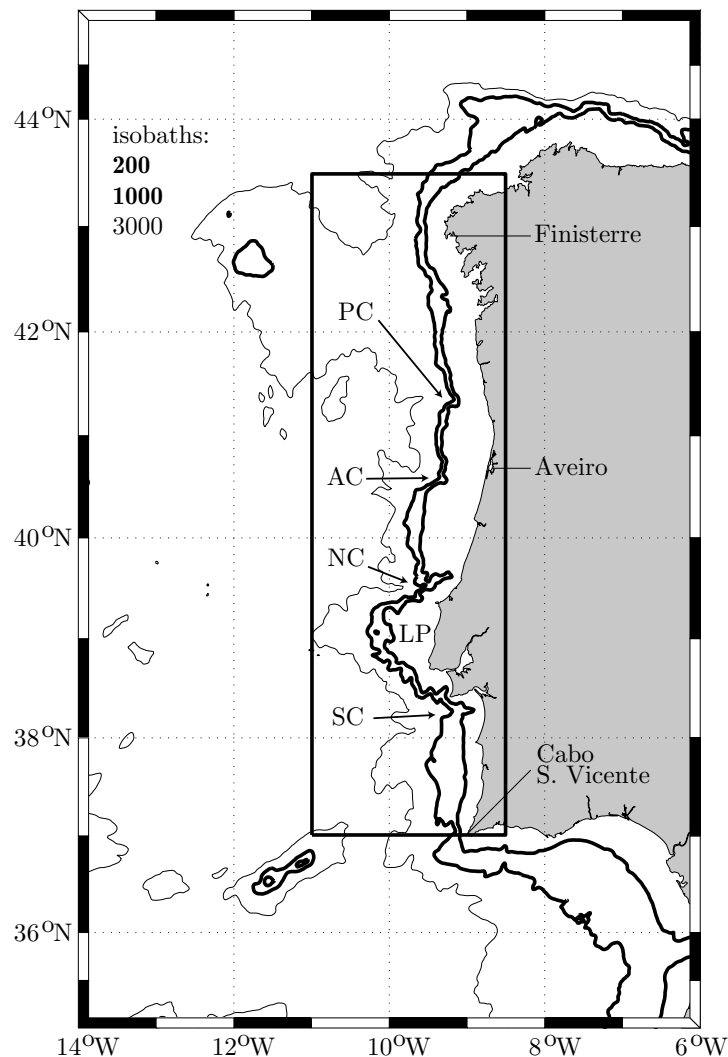 44°N
isobaths:
200
1000
3000
Finisterre
PC
42°N
AC
Aveiro
40°N
NC
LP
SC
38°N
Cabo
S. Vicente
36°N
14°W 12°W 10°W 8°W 6°W